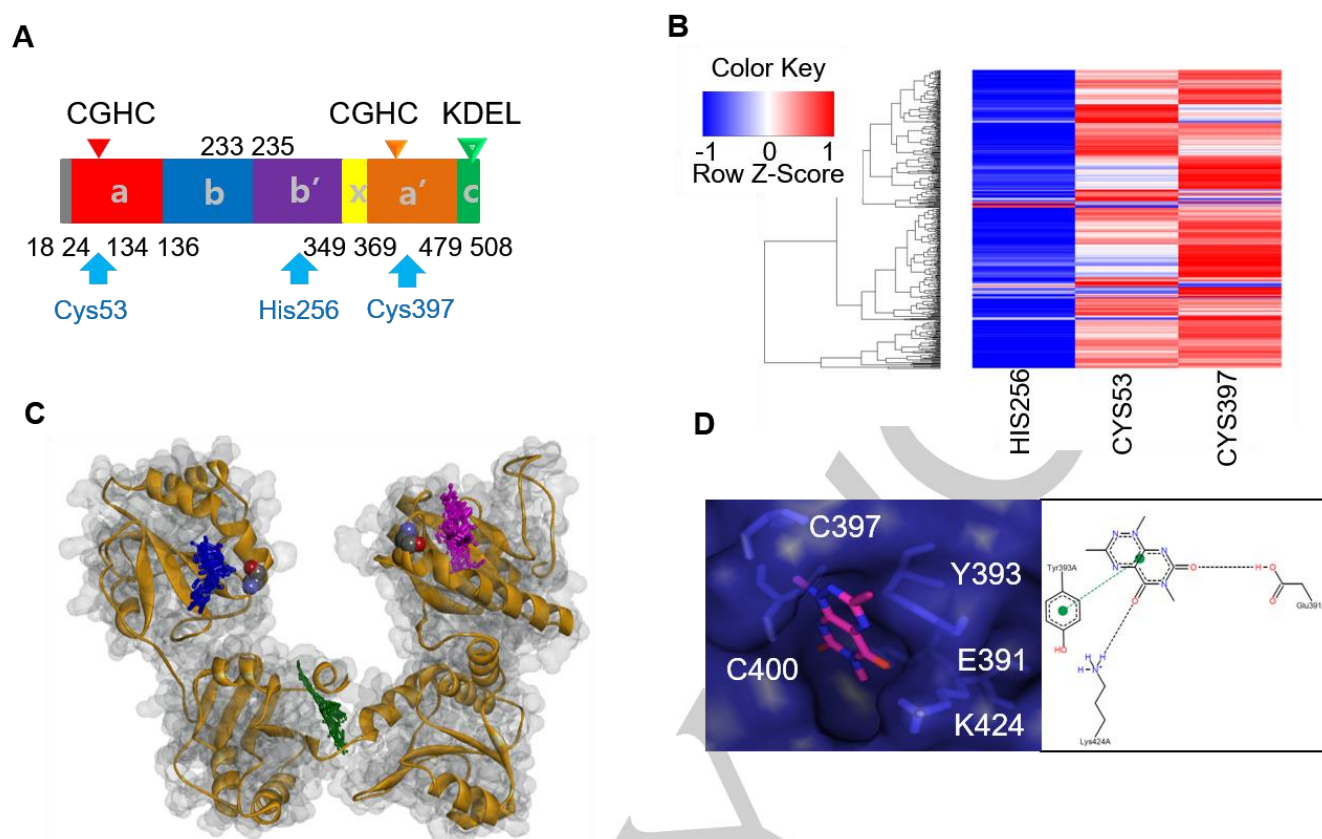 A
CGHC
CGHC
KDEL
233 235
a
b
b′
x
a′
c
18 24 134 136
349 369 479 508
Cys53
His256
Cys397
B
Color Key
-1 0 1
Row Z-Score
HIS256
CYS53
CYS397
C
D
C397
Y393
C400
E391
K424
Tyr393A
HO
N
N
N
N
N
N
O
O
H O
O
Glu391
H
H N+
H
Lys424A